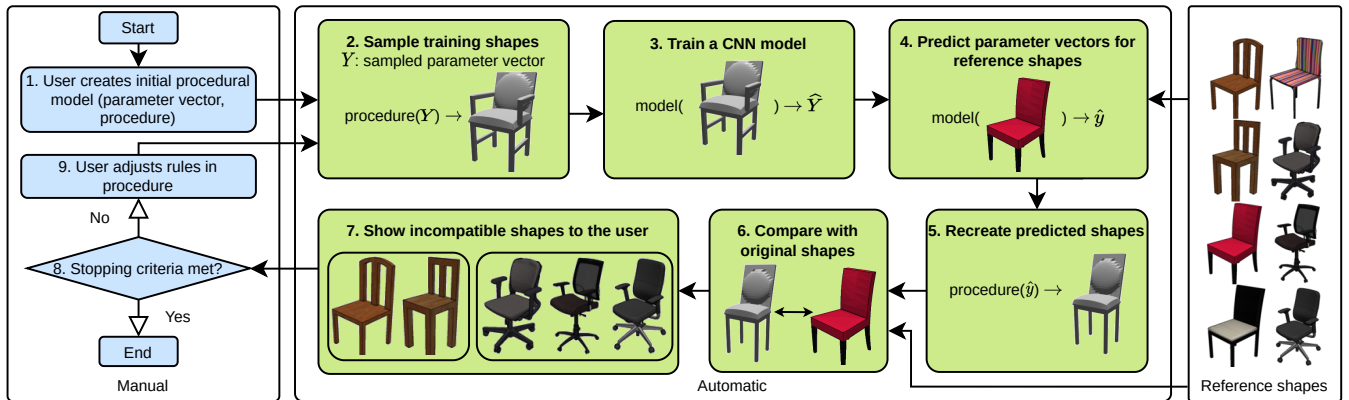 Start
1. User creates initial procedural
model (parameter vector,
procedure)
9. User adjusts rules in
procedure
No
8. Stopping criteria met?
Yes
End
Manual
2. Sample training shapes
Y: sampled parameter vector
procedure(Y) →
3. Train a CNN model
model( ) → Ŷ
4. Predict parameter vectors for
reference shapes
model( ) → ŷ
5. Recreate predicted shapes
procedure(ŷ) →
6. Compare with
original shapes
7. Show incompatible shapes to the user
Automatic
Reference shapes